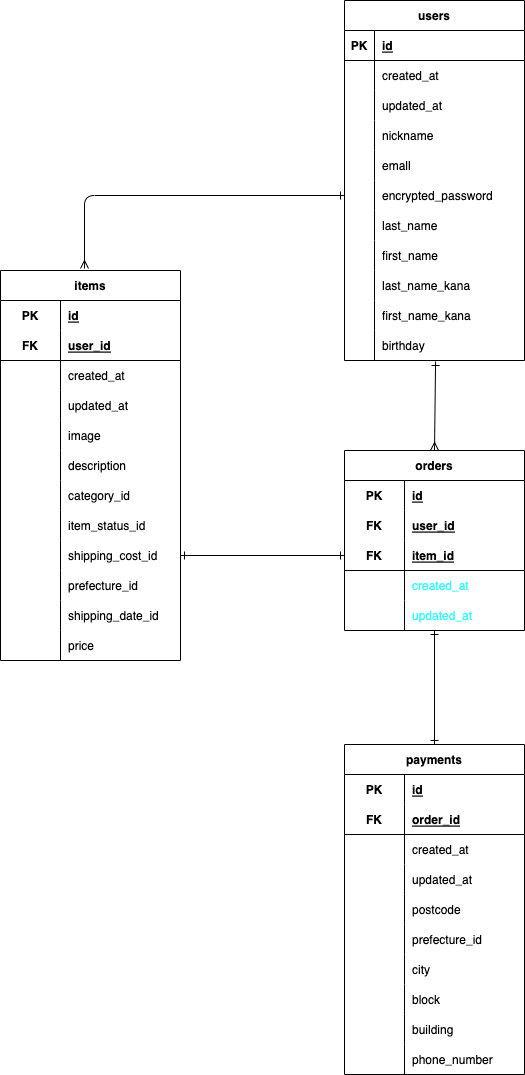 users
PK id
created_at
updated_at
nickname
emall
encrypted_password
last_name
first_name
last_name_kana
first_name_kana
birthday
items
PK id
FK user_id
created_at
updated_at
image
description
category_id
item_status_id
shipping_cost_id
prefecture_id
shipping_date_id
price
orders
PK id
FK user_id
FK item_id
created_at
updated_at
payments
PK id
FK order_id
created_at
updated_at
postcode
prefecture_id
city
block
building
phone_number